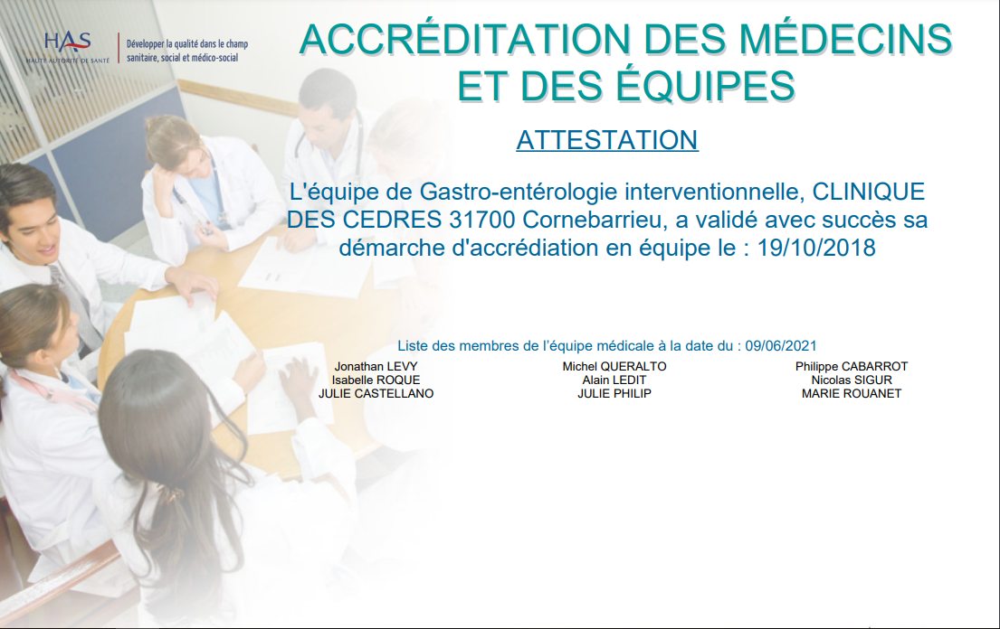 HAS
HAUTE AUTORITÉ DE SANTÉ
Développer la qualité dans le champ
sanitaire, social et médico-social
ACCRÉDITATION DES MÉDECINS
ET DES ÉQUIPES
ATTESTATION
L'équipe de Gastro-entérologie interventionnelle, CLINIQUE
DES CEDRES 31700 Cornebarrieu, a validé avec succès sa
démarche d'accrédiation en équipe le : 19/10/2018
Liste des membres de l'équipe médicale à la date du : 09/06/2021
Jonathan LEVY Michel QUERALTO Philippe CABARROT
Isabelle ROQUE Alain LEDIT Nicolas SIGUR
JULIE CASTELLANO JULIE PHILIP MARIE ROUANET